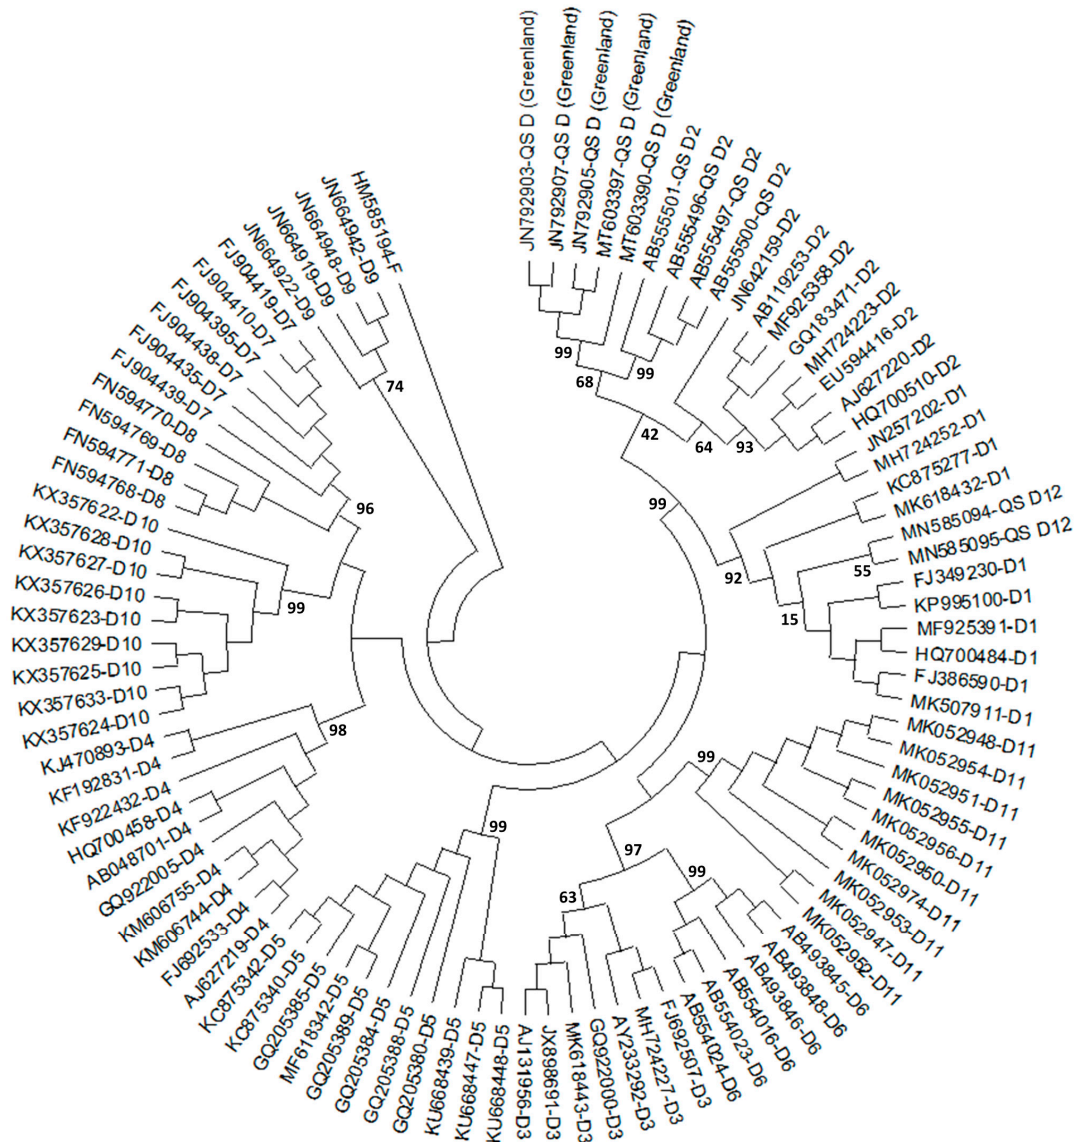 JN792903-QS D (Greenland)
JN792907-QS D (Greenland)
JN792905-QS D (Greenland)
MT603397-QS D (Greenland)
MT603390-QS D (Greenland)
AB555501-QS D2
AB555496-QS D2
AB555497-QS D2
AB555500-QS D2
JN642159-D2
AB119253-D2
MF925358-D2
GQ183471-D2
MH724223-D2
EU594416-D2
AJ627220-D2
HQ700510-D2
JN257202-D1
MH724252-D1
KC875277-D1
MK618432-D1
MN585094-QS D12
MN585095-QS D12
FJ349230-D1
KP995100-D1
MF925391-D1
HQ700484-D1
FJ386590-D1
MK507911-D1
MK052948-D11
MK052954-D11
MK052951-D11
MK052955-D11
MK052956-D11
MK052950-D11
MK052974-D11
MK052953-D11
MK052947-D11
MK052952-D11
AB493845-D6
AB493848-D6
AB493846-D6
AB554016-D6
AB554023-D6
AB554024-D6
FJ692507-D3
MH724227-D3
AY233292-D3
GQ922000-D3
MK618443-D3
JX898691-D3
AJ131956-D3
KU668448-D5
KU668447-D5
KU668439-D5
GQ205380-D5
GQ205388-D5
GQ205384-D5
GQ205389-D5
MF618342-D5
GQ205385-D5
KC875340-D5
KC875342-D5
AJ627219-D4
FJ692533-D4
KM606744-D4
KM606755-D4
GQ922005-D4
AB048701-D4
HQ700458-D4
KF922432-D4
KF192831-D4
KJ470893-D4
KX357624-D10
KX357633-D10
KX357625-D10
KX357629-D10
KX357623-D10
KX357626-D10
KX357627-D10
KX357628-D10
KX357622-D10
FN594768-D8
FN594771-D8
FN594769-D8
FN594770-D8
FJ904439-D7
FJ904435-D7
FJ904438-D7
FJ904395-D7
FJ904410-D7
FJ904419-D7
JN664922-D9
JN664919-D9
JN664948-D9
JN664942-D9
HM585194-F
99
68
99
42
64
93
99
92
55
15
99
97
99
63
99
98
99
96
74